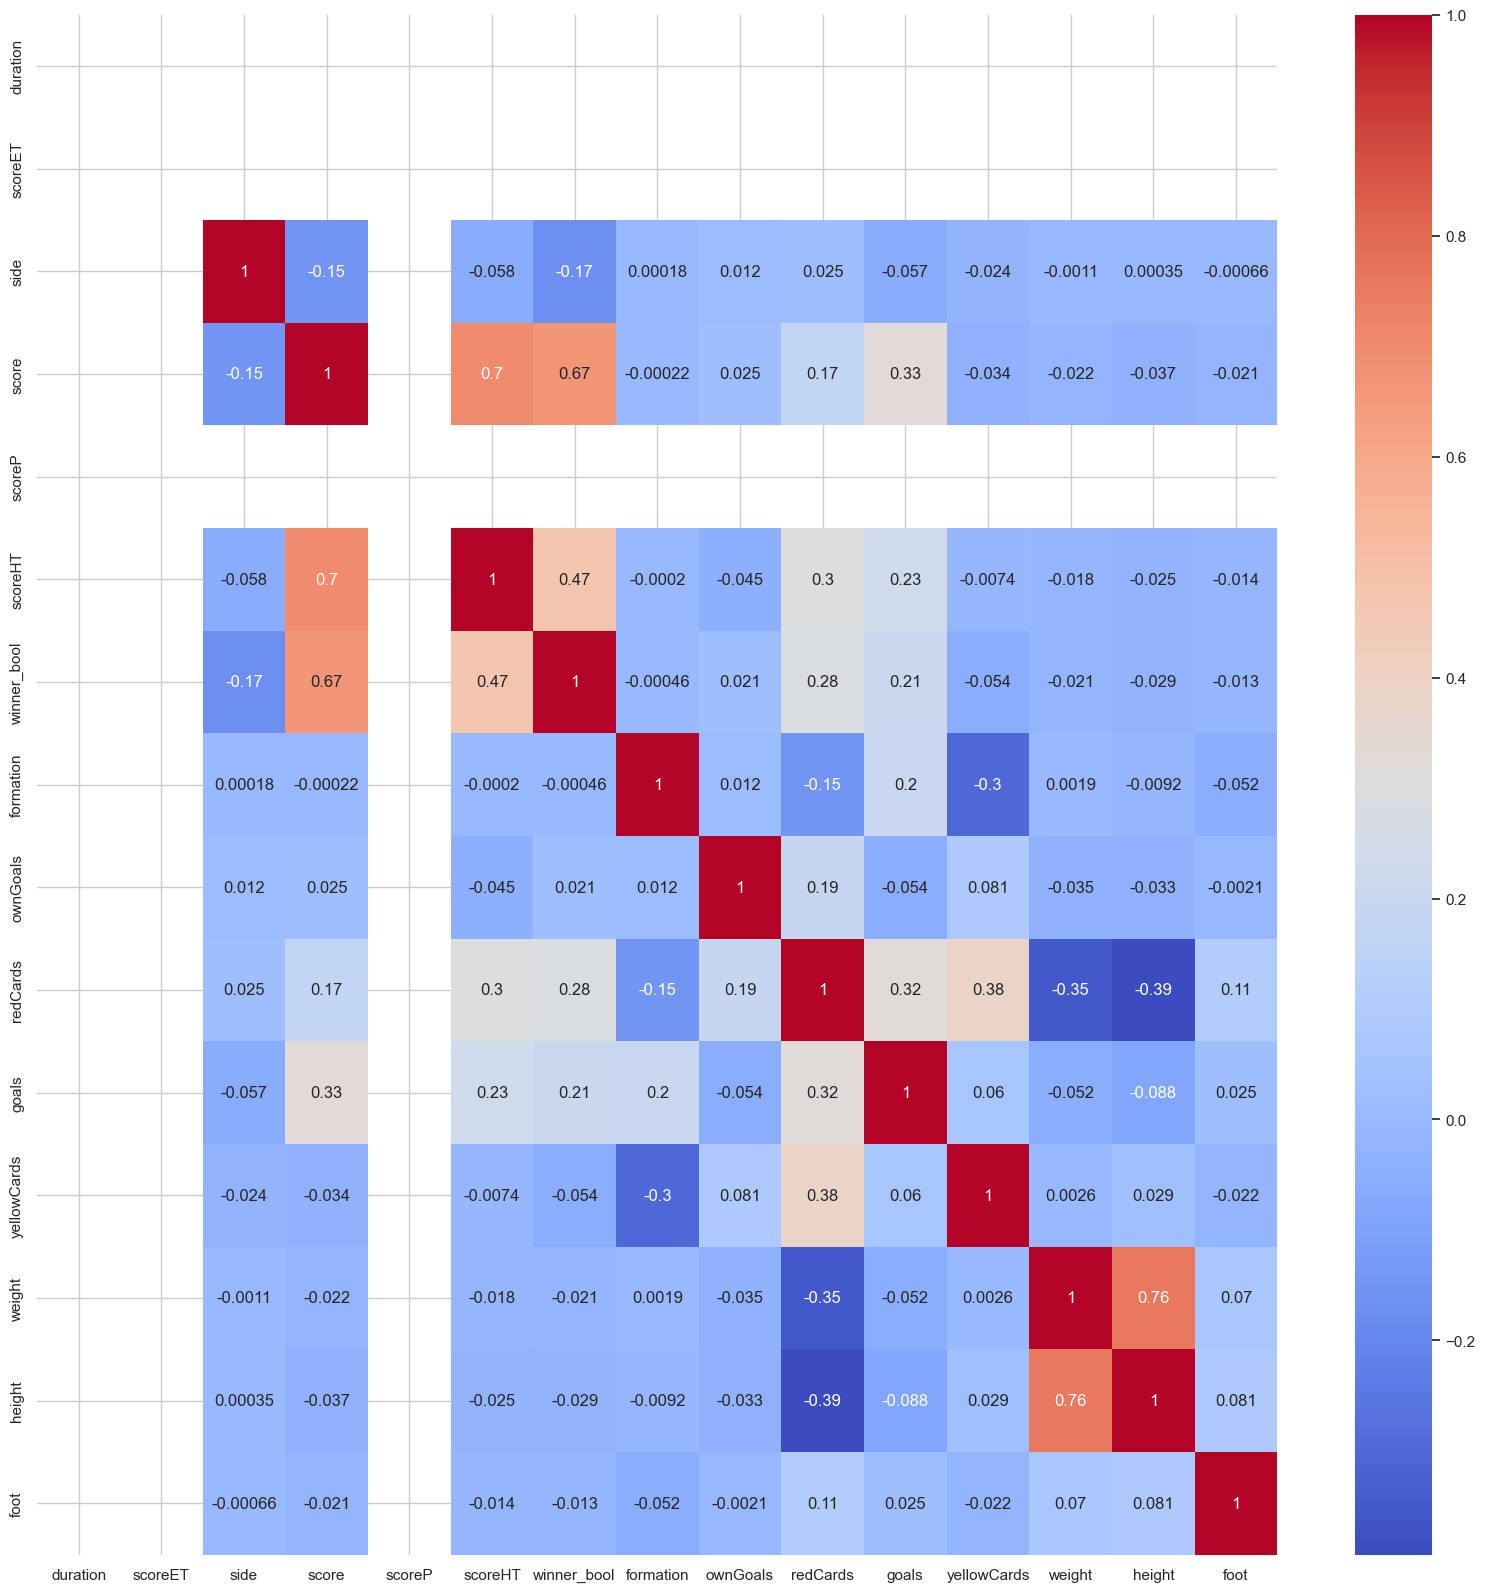 duration
scoreET
side 1 -0.15 -0.058 -0.17 0.00018 0.012 0.025 -0.057 -0.024 -0.0011 0.00035 -0.00066
score -0.15 1 0.7 0.67 -0.00022 0.025 0.17 0.33 -0.034 -0.022 -0.037 -0.021
scoreP
scoreHT -0.058 0.7 1 0.47 -0.0002 -0.045 0.3 0.23 -0.0074 -0.018 -0.025 -0.014
winner_bool -0.17 0.67 0.47 1 -0.00046 0.021 0.28 0.21 -0.054 -0.021 -0.029 -0.013
formation 0.00018 -0.00022 -0.0002 -0.00046 1 0.012 -0.15 0.2 -0.3 0.0019 -0.0092 -0.052
ownGoals 0.012 0.025 -0.045 0.021 0.012 1 0.19 -0.054 0.081 -0.035 -0.033 -0.0021
redCards 0.025 0.17 0.3 0.28 -0.15 0.19 1 0.32 0.38 -0.35 -0.39 0.11
goals -0.057 0.33 0.23 0.21 0.2 -0.054 0.32 1 0.06 -0.052 -0.088 0.025
yellowCards -0.024 -0.034 -0.0074 -0.054 -0.3 0.081 0.38 0.06 1 0.0026 0.029 -0.022
weight -0.0011 -0.022 -0.018 -0.021 0.0019 -0.035 -0.35 -0.052 0.0026 1 0.76 0.07
height 0.00035 -0.037 -0.025 -0.029 -0.0092 -0.033 -0.39 -0.088 0.029 0.76 1 0.081
foot -0.00066 -0.021 -0.014 -0.013 -0.052 -0.0021 0.11 0.025 -0.022 0.07 0.081 1
duration scoreET side score scoreP scoreHT winner_bool formation ownGoals redCards goals yellowCards weight height foot
1.0
0.8
0.6
0.4
0.2
0.0
−0.2